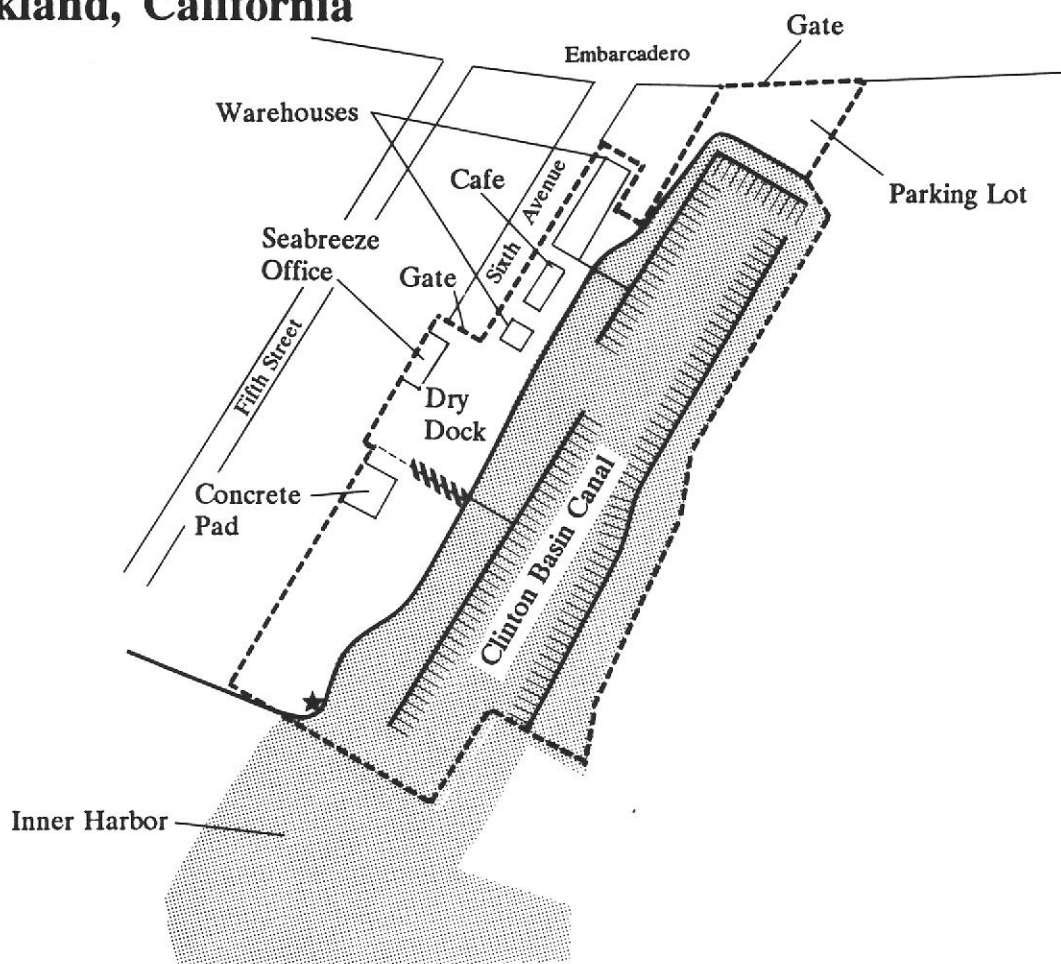 kland, California
Gate
Embarcadero
Warehouses
Cafe
Avenue
Sixth
Parking Lot
Seabreeze
Office
Gate
Fifth Street
Dry
Dock
Concrete
Pad
Clinton Basin Canal
Inner Harbor